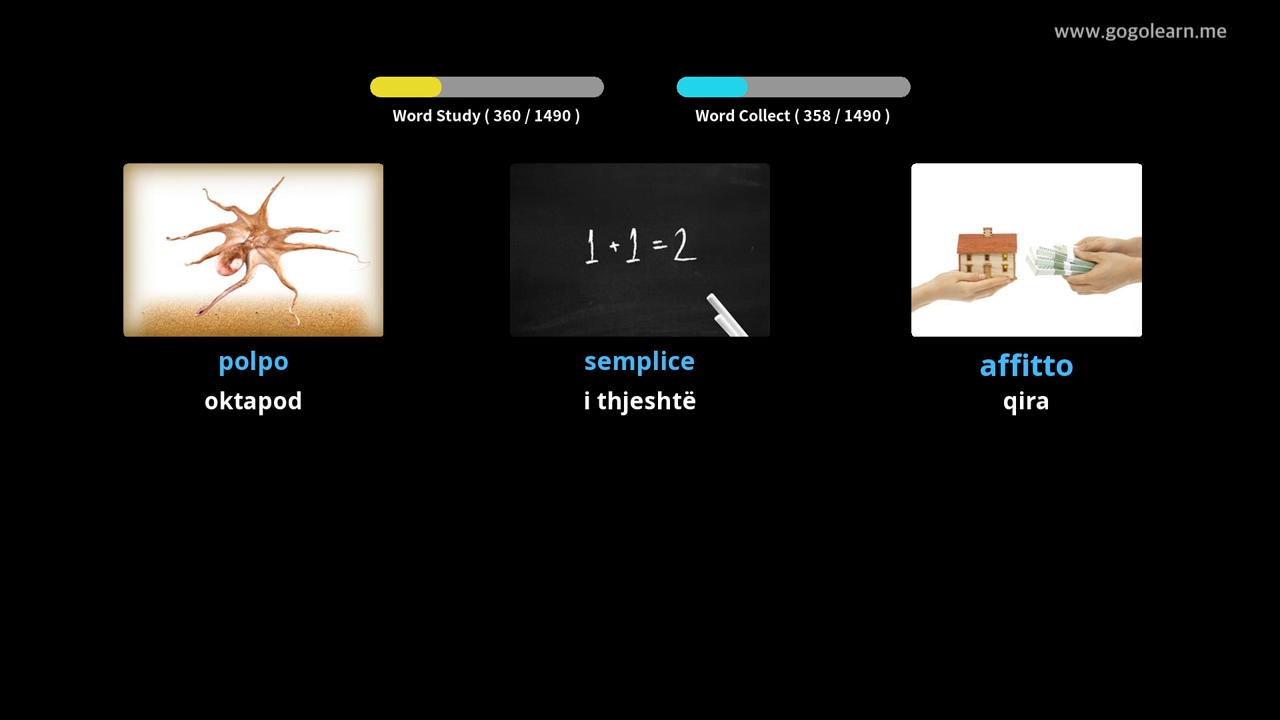 www.gogolearn.me
Word Study ( 360 / 1490 )
Word Collect ( 358 / 1490 )
1 + 1 = 2
polpo
oktapod
semplice
i thjeshtë
affitto
qira